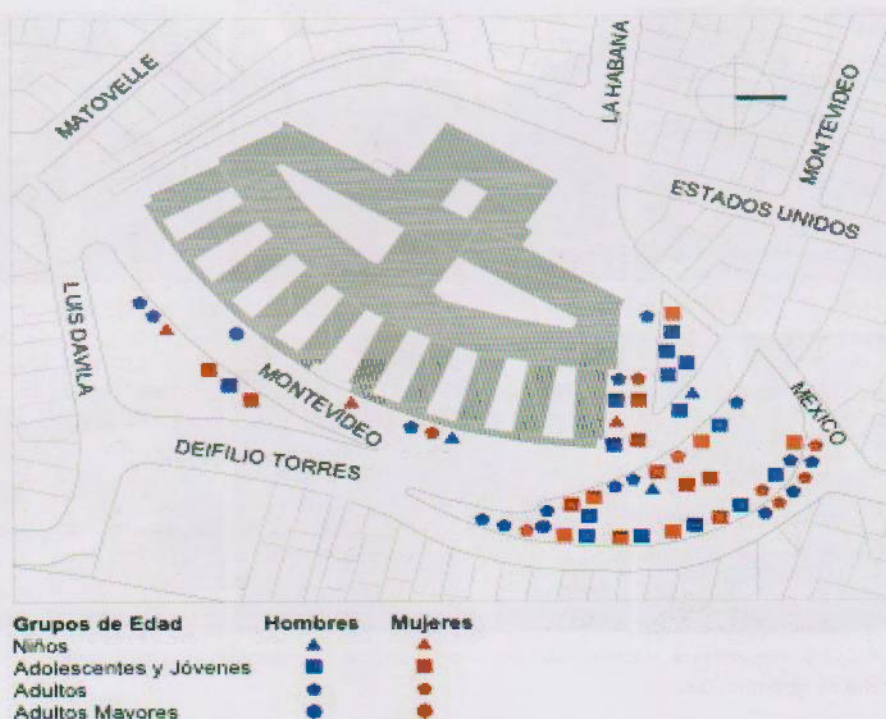 MATOVELLE
LA HABANA
MONTEVIDEO
ESTADOS UNIDOS
LUIS DAVILA
MONTEVIDEO
MEXICO
DEIFILIO TORRES
Grupos de Edad Hombres Mujeres
Niños
Adolescentes y Jóvenes
Adultos
Adultos Mayores